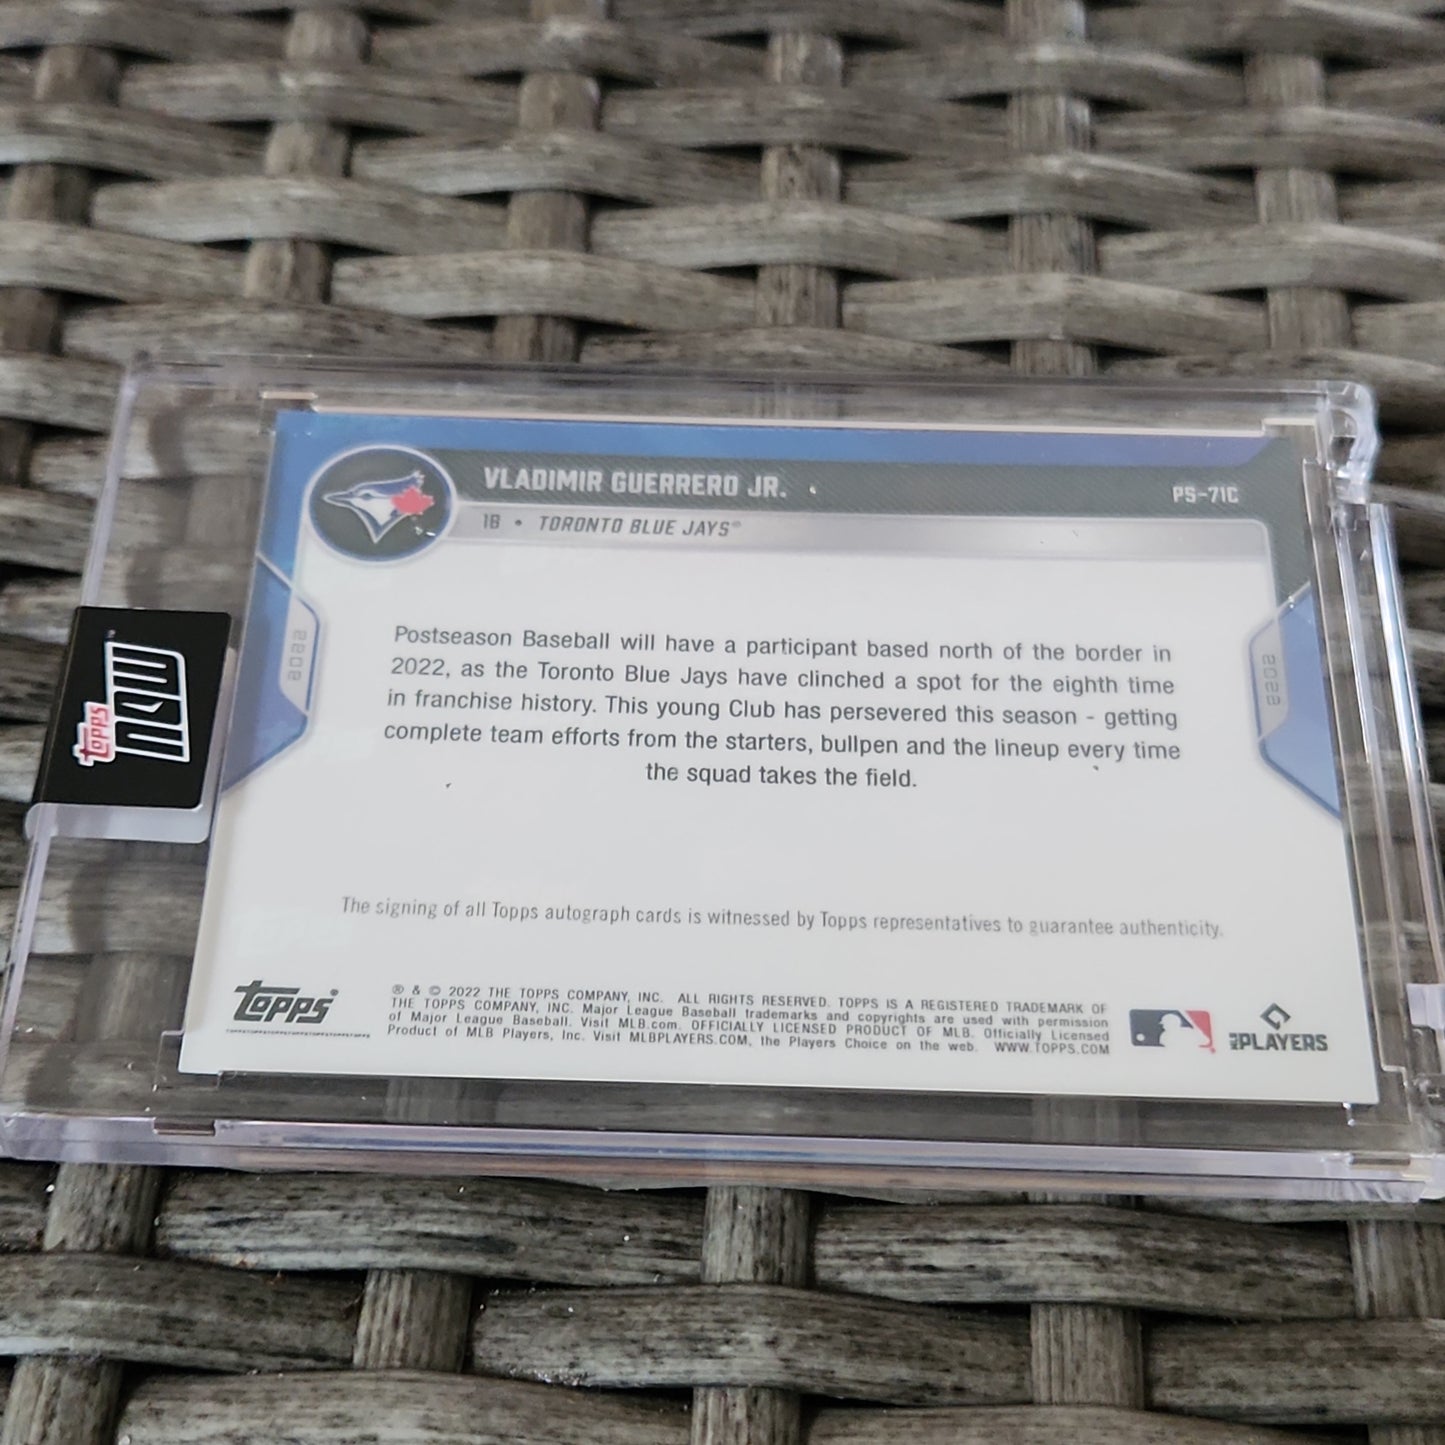 VLADIMIR GUERRERO JR.
PS-71C
1B • TORONTO BLUE JAYS®
2022
2022
TOPPS NOW™
Postseason Baseball will have a participant based north of the border in
2022, as the Toronto Blue Jays have clinched a spot for the eighth time
in franchise history. This young Club has persevered this season - getting
complete team efforts from the starters, bullpen and the lineup every time
the squad takes the field.
The signing of all Topps autograph cards is witnessed by Topps representatives to guarantee authenticity.
topps®
® & © 2022 THE TOPPS COMPANY, INC. ALL RIGHTS RESERVED. TOPPS IS A REGISTERED TRADEMARK OF
THE TOPPS COMPANY, INC. Major League Baseball trademarks and copyrights are used with permission
of Major League Baseball. Visit MLB.com. OFFICIALLY LICENSED PRODUCT OF MLB. Officially Licensed
Product of MLB Players, Inc. Visit MLBPLAYERS.COM, the Players Choice on the web. WWW.TOPPS.COM
MLB PLAYERS